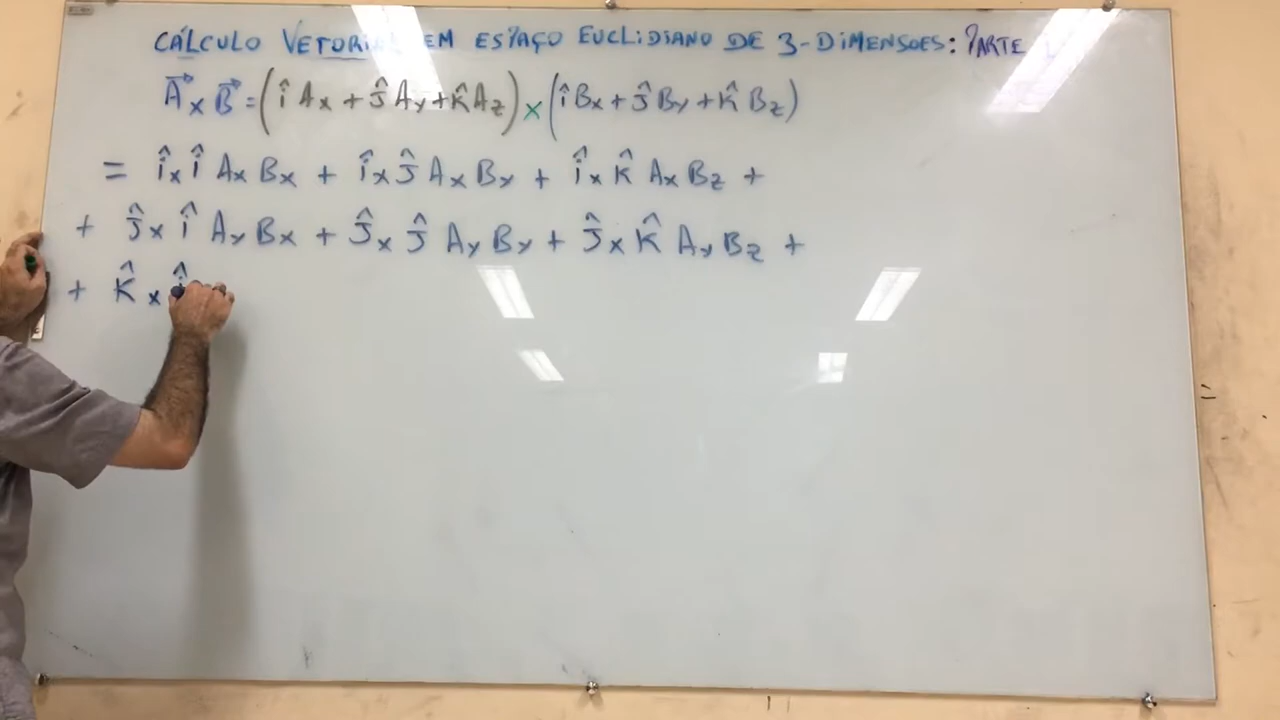 CÁLCULO VETORIAL EM ESPAÇO EUCLIDIANO DE 3-DIMENSOES: PARTE
A⃗ x B⃗ = (î Ax + ĵ Ay + k̂ Az) x (î Bx + ĵ By + k̂ Bz)
= î x î Ax Bx + î x ĵ Ax By + î x k̂ Ax Bz +
+ ĵ x î Ay Bx + ĵ x ĵ Ay By + ĵ x k̂ Ay Bz +
+ k̂ x î